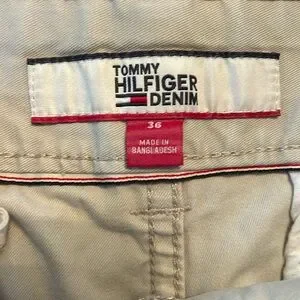 TOMMY
HILFIGER
DENIM
36
MADE IN
BANGLADESH